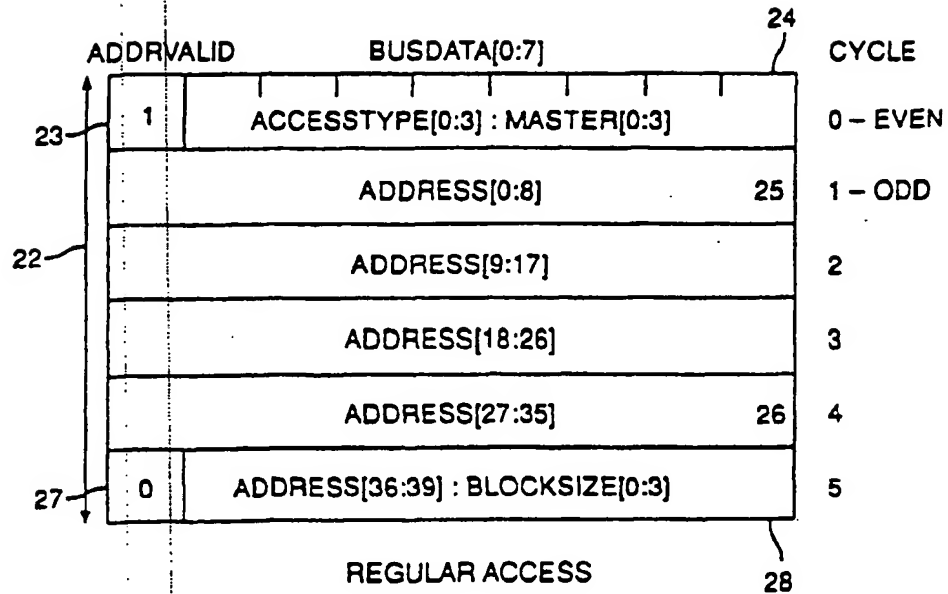 24
ADDRVALID BUSDATA[0:7] CYCLE
23 1 ACCESSTYPE[0:3] : MASTER[0:3] 0 – EVEN
ADDRESS[0:8] 25 1 – ODD
22 ADDRESS[9:17] 2
ADDRESS[18:26] 3
ADDRESS[27:35] 26 4
27 0 ADDRESS[36:39] : BLOCKSIZE[0:3] 5
REGULAR ACCESS 28